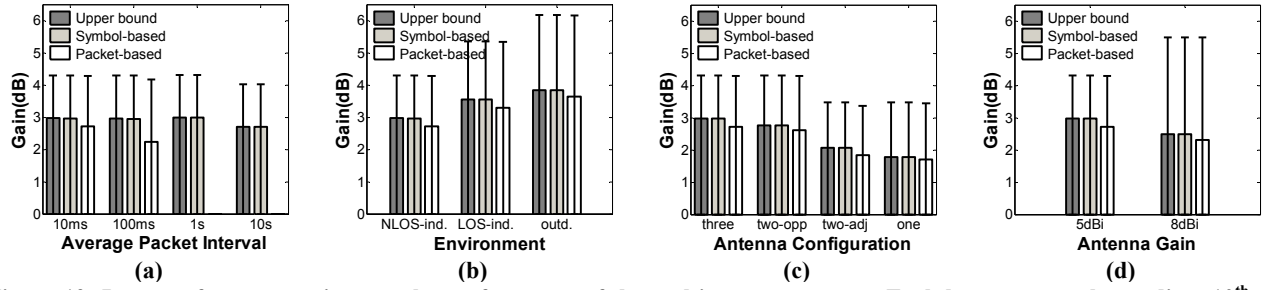 6
5
4
3
2
1
0
Gain(dB)
Upper bound
Symbol-based
Packet-based
10ms 100ms 1s 10s
Average Packet Interval
(a)
6
5
4
3
2
1
0
Gain(dB)
Upper bound
Symbol-based
Packet-based
NLOS-ind. LOS-ind. outd.
Environment
(b)
6
5
4
3
2
1
0
Gain(dB)
Upper bound
Symbol-based
Packet-based
three two-opp two-adj one
Antenna Configuration
(c)
6
5
4
3
2
1
0
Gain(dB)
Upper bound
Symbol-based
Packet-based
5dBi 8dBi
Antenna Gain
(d)